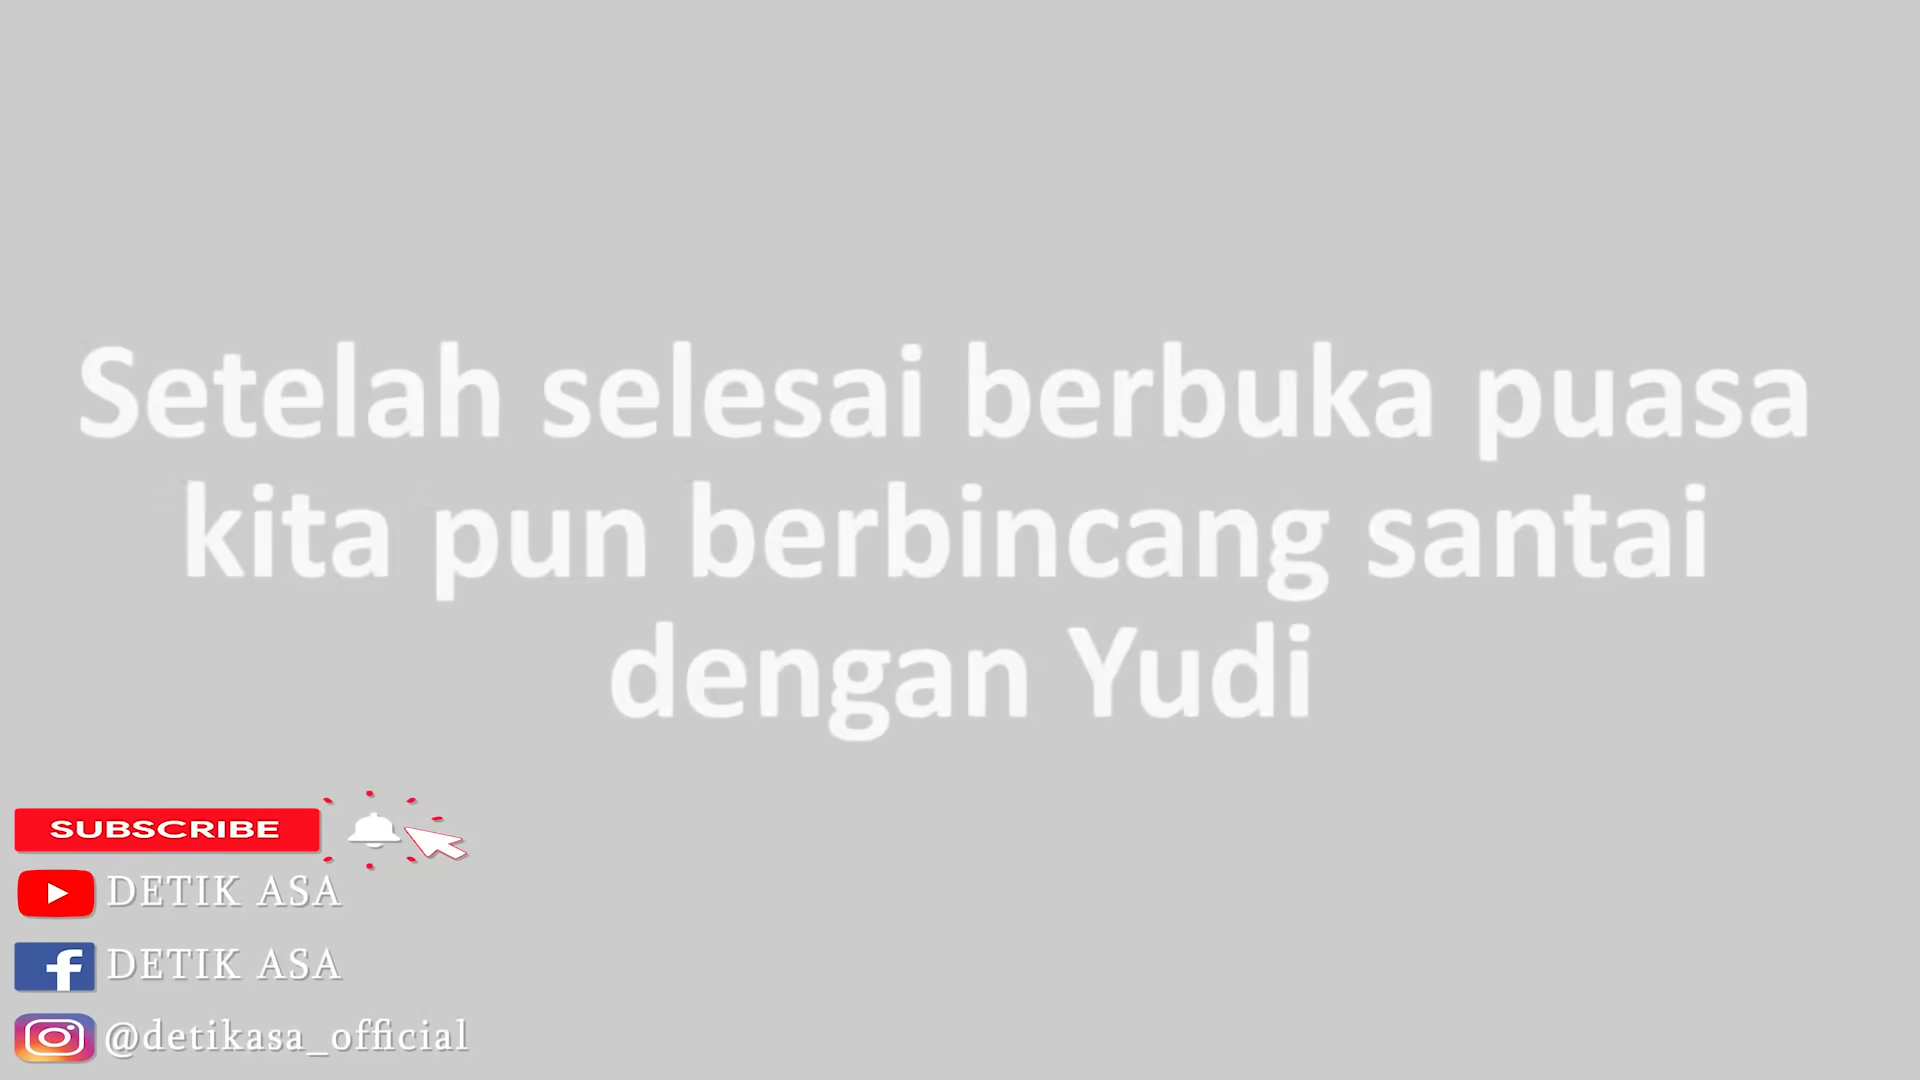 Setelah selesai berbuka puasa
kita pun berbincang santai
dengan Yudi
SUBSCRIBE
DETIK ASA
DETIK ASA
@detikasa_official